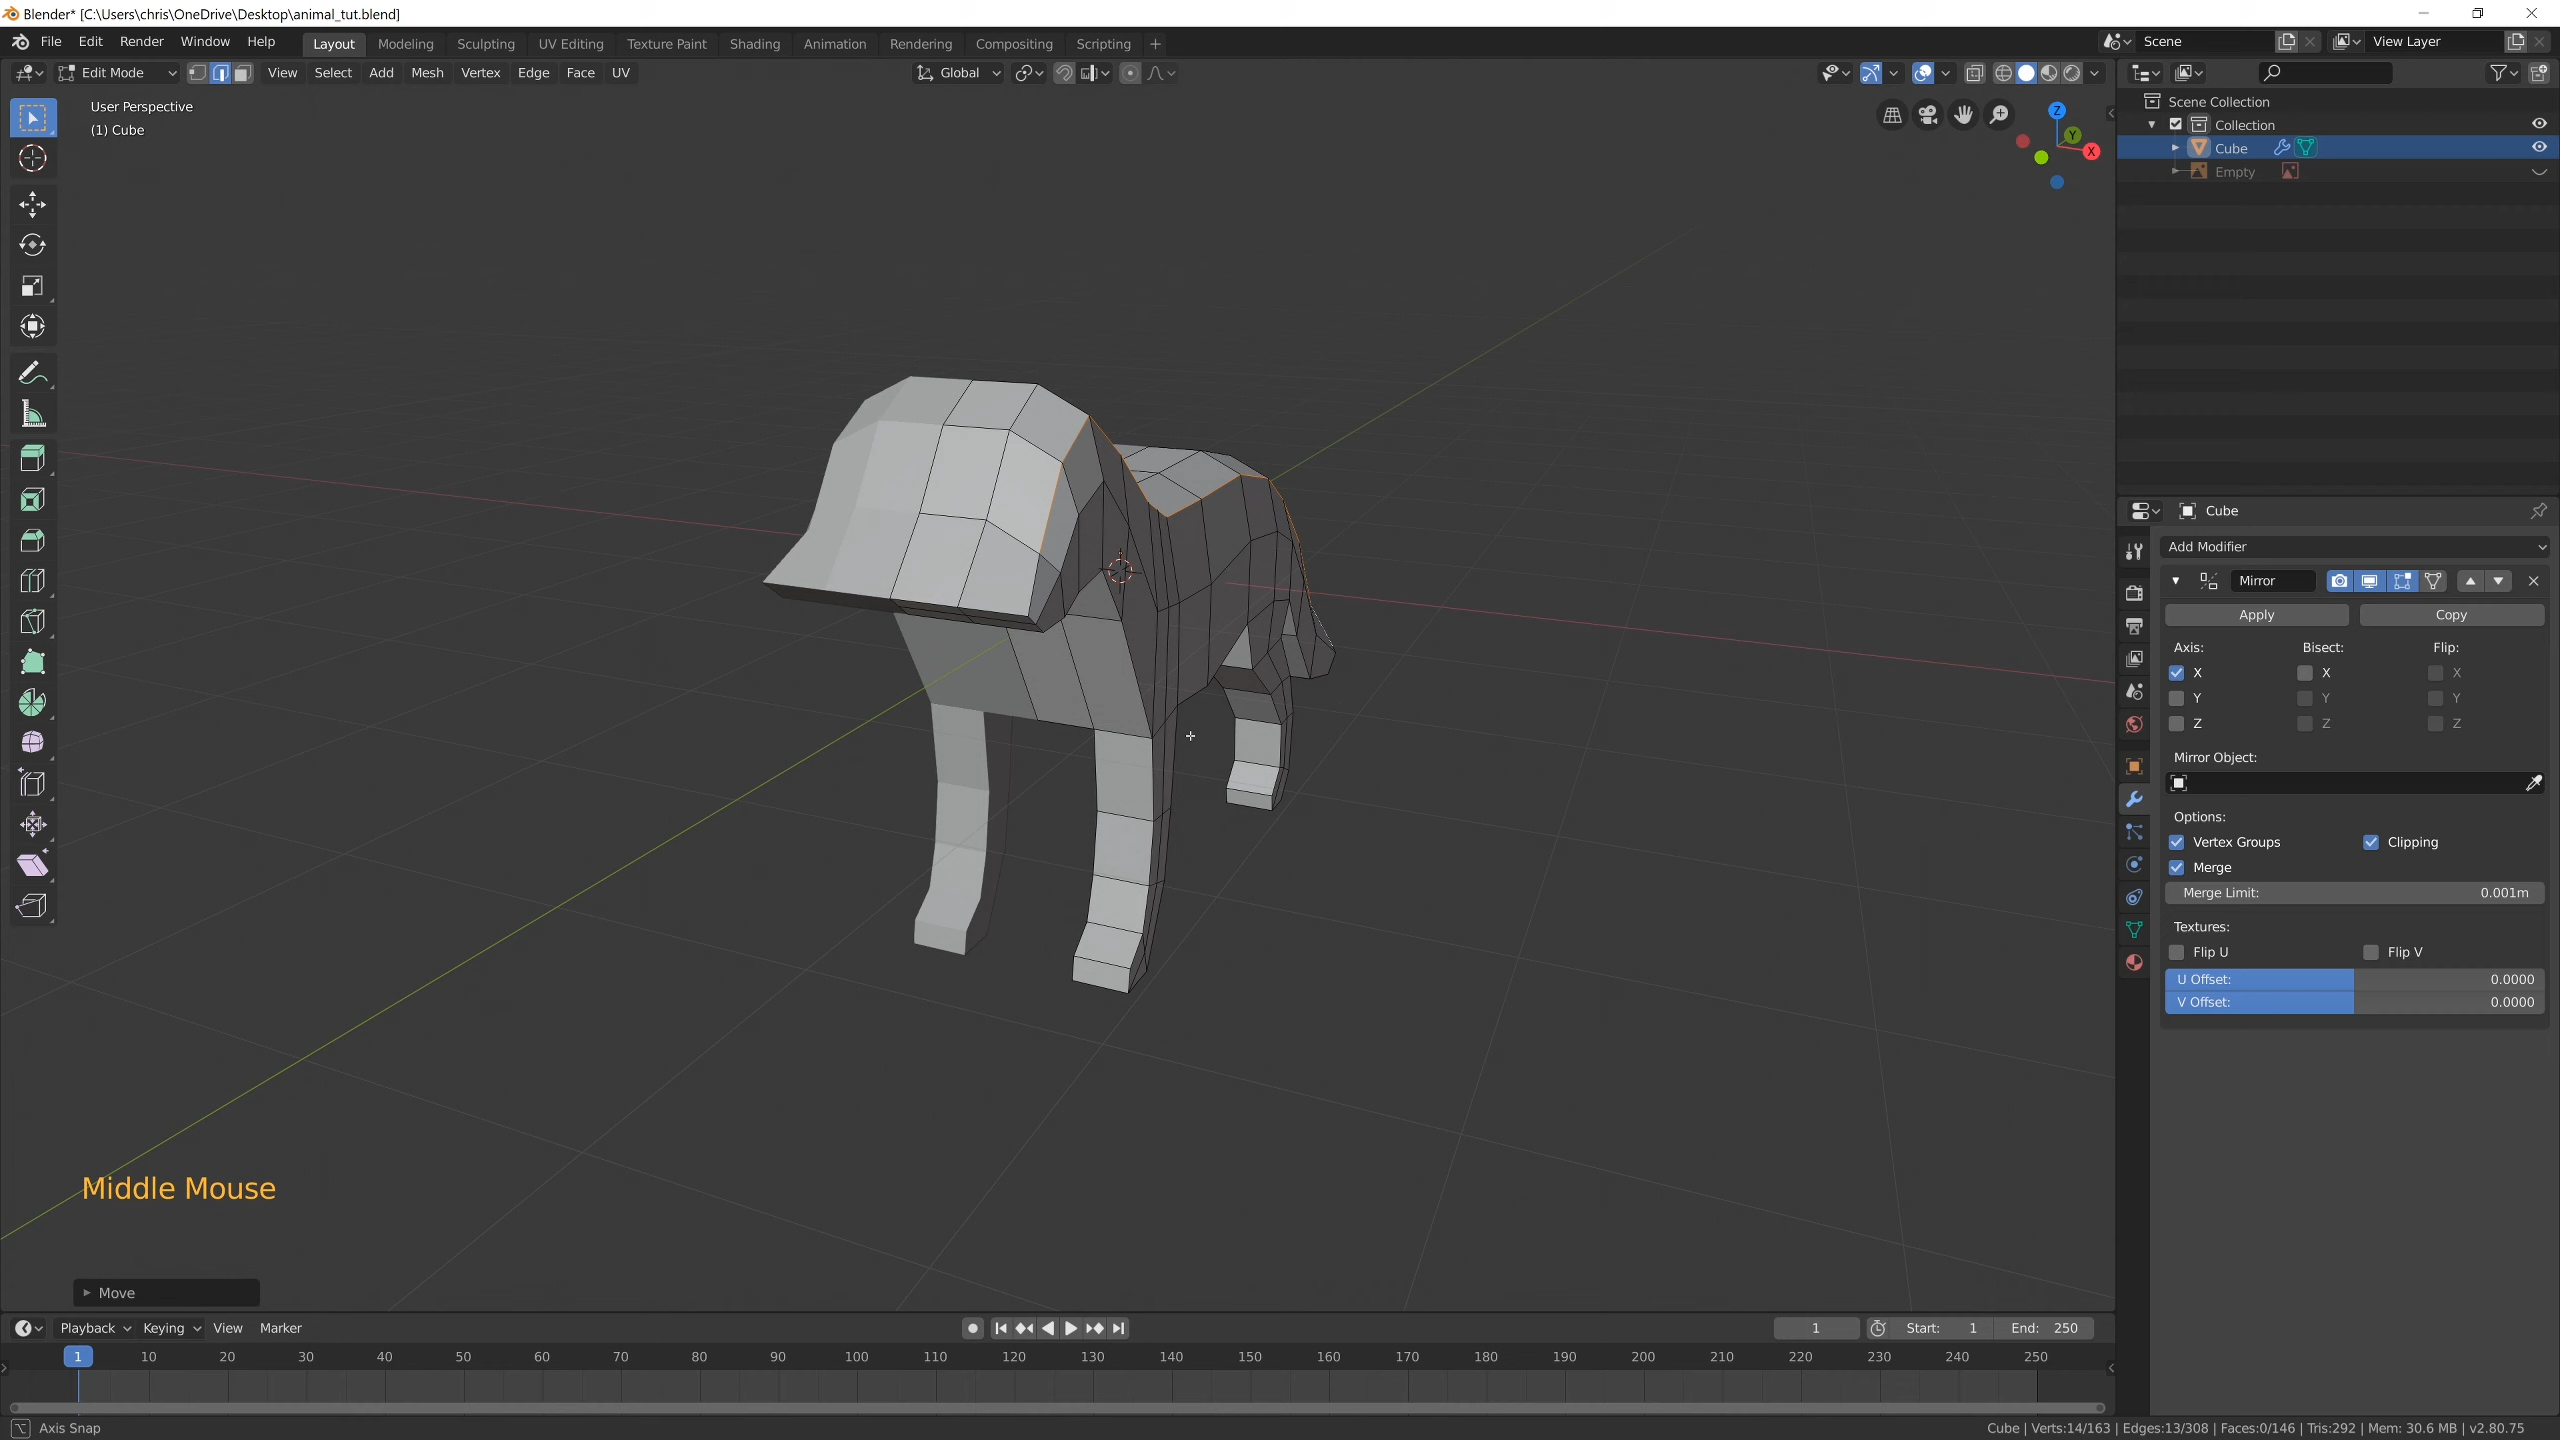 Blender* [C:\Users\chris\OneDrive\Desktop\animal_tut.blend]
File Edit Render Window Help Layout Modeling Sculpting UV Editing Texture Paint Shading Animation Rendering Compositing Scripting + Scene View Layer
Edit Mode View Select Add Mesh Vertex Edge Face UV Global
User Perspective
(1) Cube
Z
Y
X
Scene Collection
Collection
Cube
Empty
Cube
Add Modifier
Mirror
Apply Copy
Axis: Bisect: Flip:
X X X
Y Y Y
Z Z Z
Mirror Object:
Options:
Vertex Groups Clipping
Merge
Merge Limit: 0.001m
Textures:
Flip U Flip V
U Offset: 0.0000
V Offset: 0.0000
Middle Mouse
Move
Playback Keying View Marker 1 Start: 1 End: 250
1 10 20 30 40 50 60 70 80 90 100 110 120 130 140 150 160 170 180 190 200 210 220 230 240 250
Axis Snap
Cube | Verts:14/163 | Edges:13/308 | Faces:0/146 | Tris:292 | Mem: 30.6 MB | v2.80.75